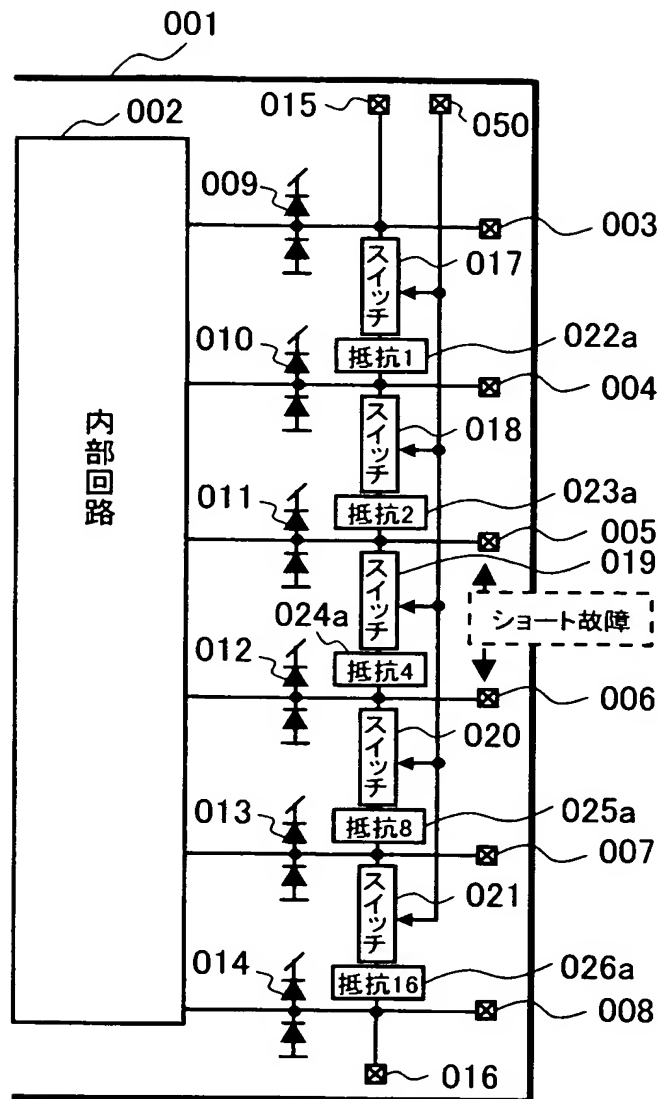 001
002
015
050
009
003
スイッチ
017
010
抵抗1
022a
004
内部回路
スイッチ
018
011
抵抗2
023a
005
スイッチ
019
024a
ショート故障
012
抵抗4
006
スイッチ
020
013
抵抗8
025a
007
スイッチ
021
014
抵抗16
026a
008
016